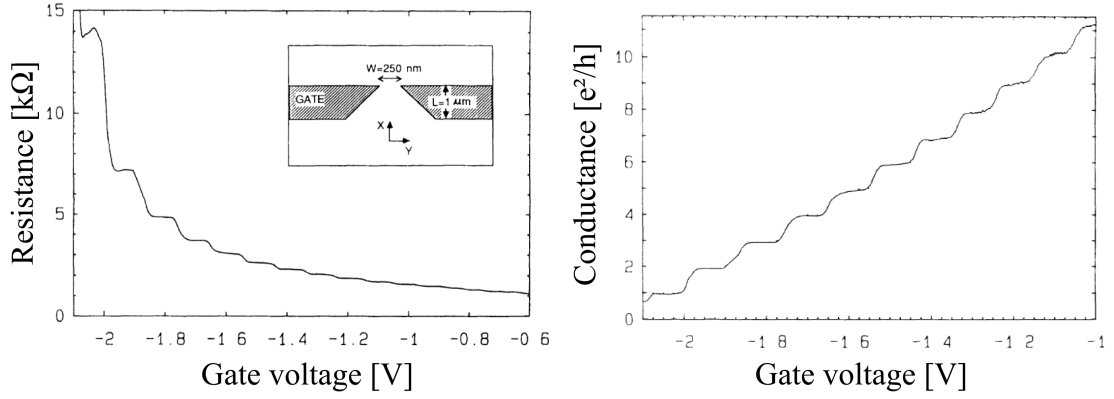 Resistance [kΩ]
15
10
5
0
-2
-1.8
-1.6
-1.4
-1.2
-1
-0.8
-0 6
Gate voltage [V]
W=250 nm
GATE
L=1 μm
X
Y
Conductance [e²/h]
10
8
6
4
2
0
-2
-1 8
-1 6
-1 4
-1 2
-1
Gate voltage [V]